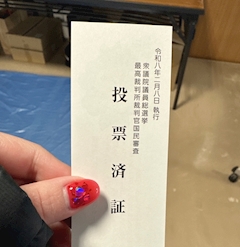 令和八年二月八日執行
衆議院議員総選挙
最高裁判所裁判官国民審査
投票済証